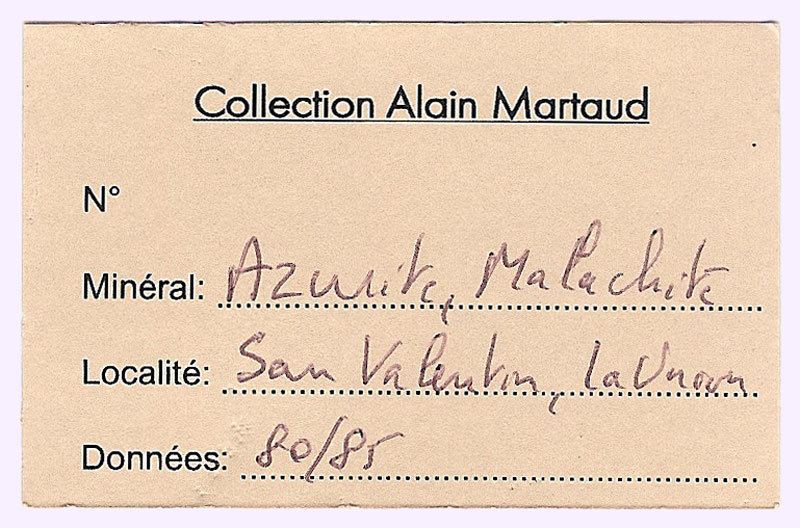 Collection Alain Martaud
N°
Minéral: Azurite, Malachite
Localité: San Valentin, La Union
Données: 80/85